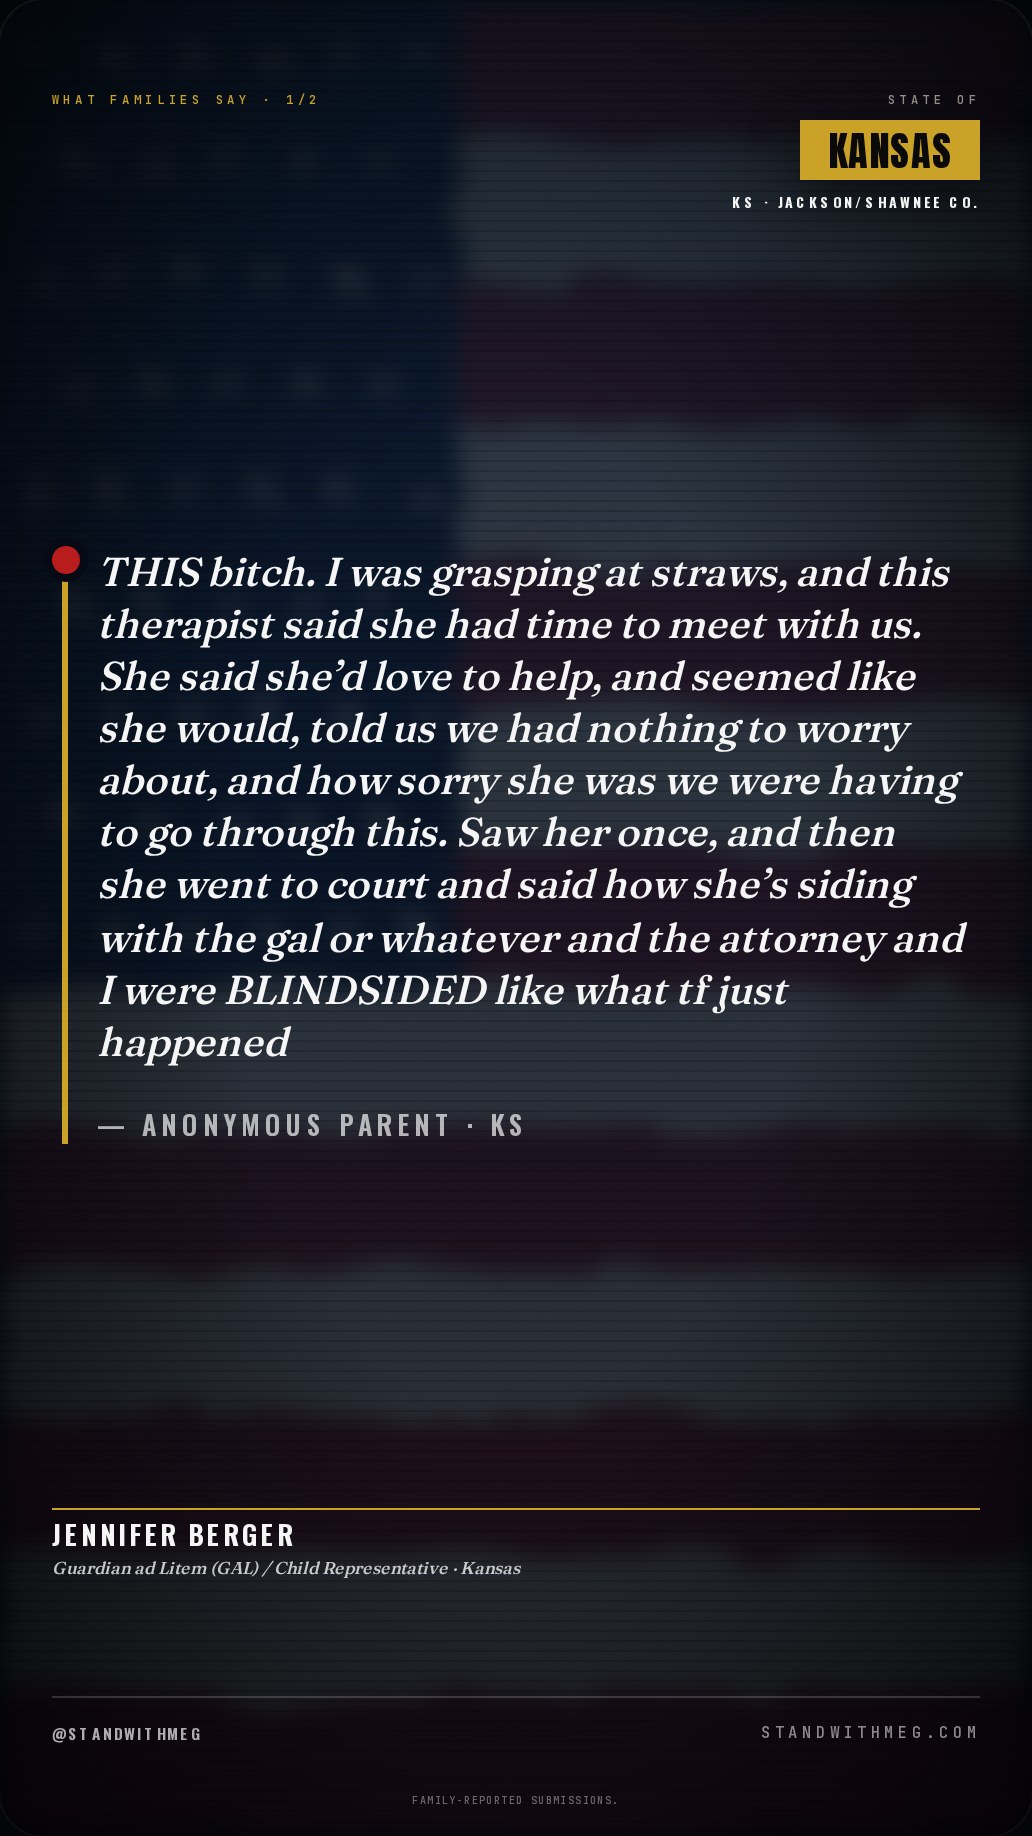 WHAT FAMILIES SAY · 1/2
STATE OF
KANSAS
KS · JACKSON/SHAWNEE CO.
THIS bitch. I was grasping at straws, and this
therapist said she had time to meet with us.
She said she’d love to help, and seemed like
she would, told us we had nothing to worry
about, and how sorry she was we were having
to go through this. Saw her once, and then
she went to court and said how she’s siding
with the gal or whatever and the attorney and
I were BLINDSIDED like what tf just
happened
— ANONYMOUS PARENT · KS
JENNIFER BERGER
Guardian ad Litem (GAL) / Child Representative · Kansas
@STANDWITHMEG
STANDWITHMEG.COM
FAMILY-REPORTED SUBMISSIONS.